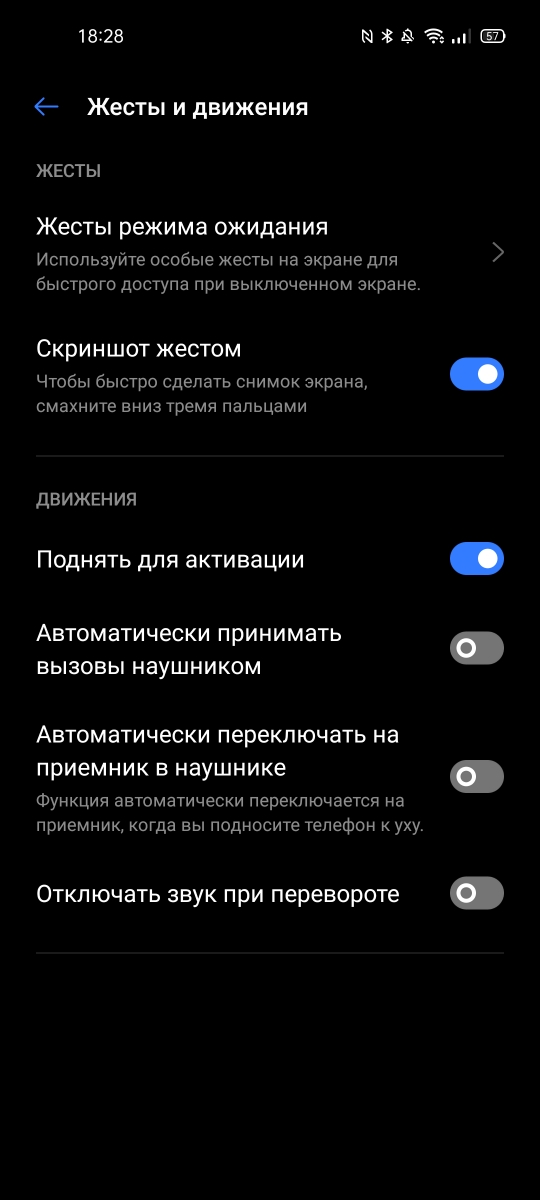 18:28
57
Жесты и движения
ЖЕСТЫ
Жесты режима ожидания
Используйте особые жесты на экране для
быстрого доступа при выключенном экране.
Скриншот жестом
Чтобы быстро сделать снимок экрана,
смахните вниз тремя пальцами
ДВИЖЕНИЯ
Поднять для активации
Автоматически принимать
вызовы наушником
Автоматически переключать на
приемник в наушнике
Функция автоматически переключается на
приемник, когда вы подносите телефон к уху.
Отключать звук при перевороте